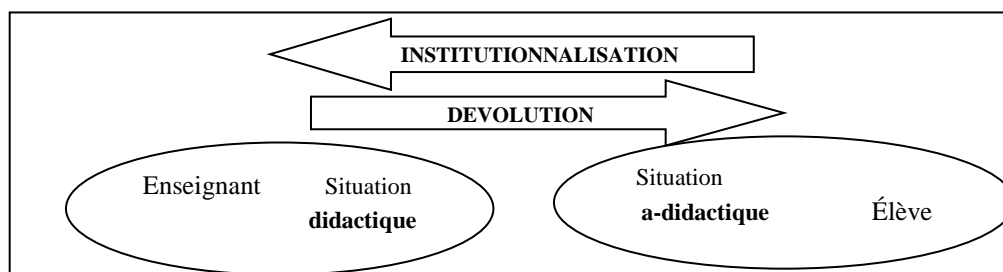 INSTITUTIONNALISATION
DEVOLUTION
Enseignant
Situation
didactique
Situation
a-didactique
Élève